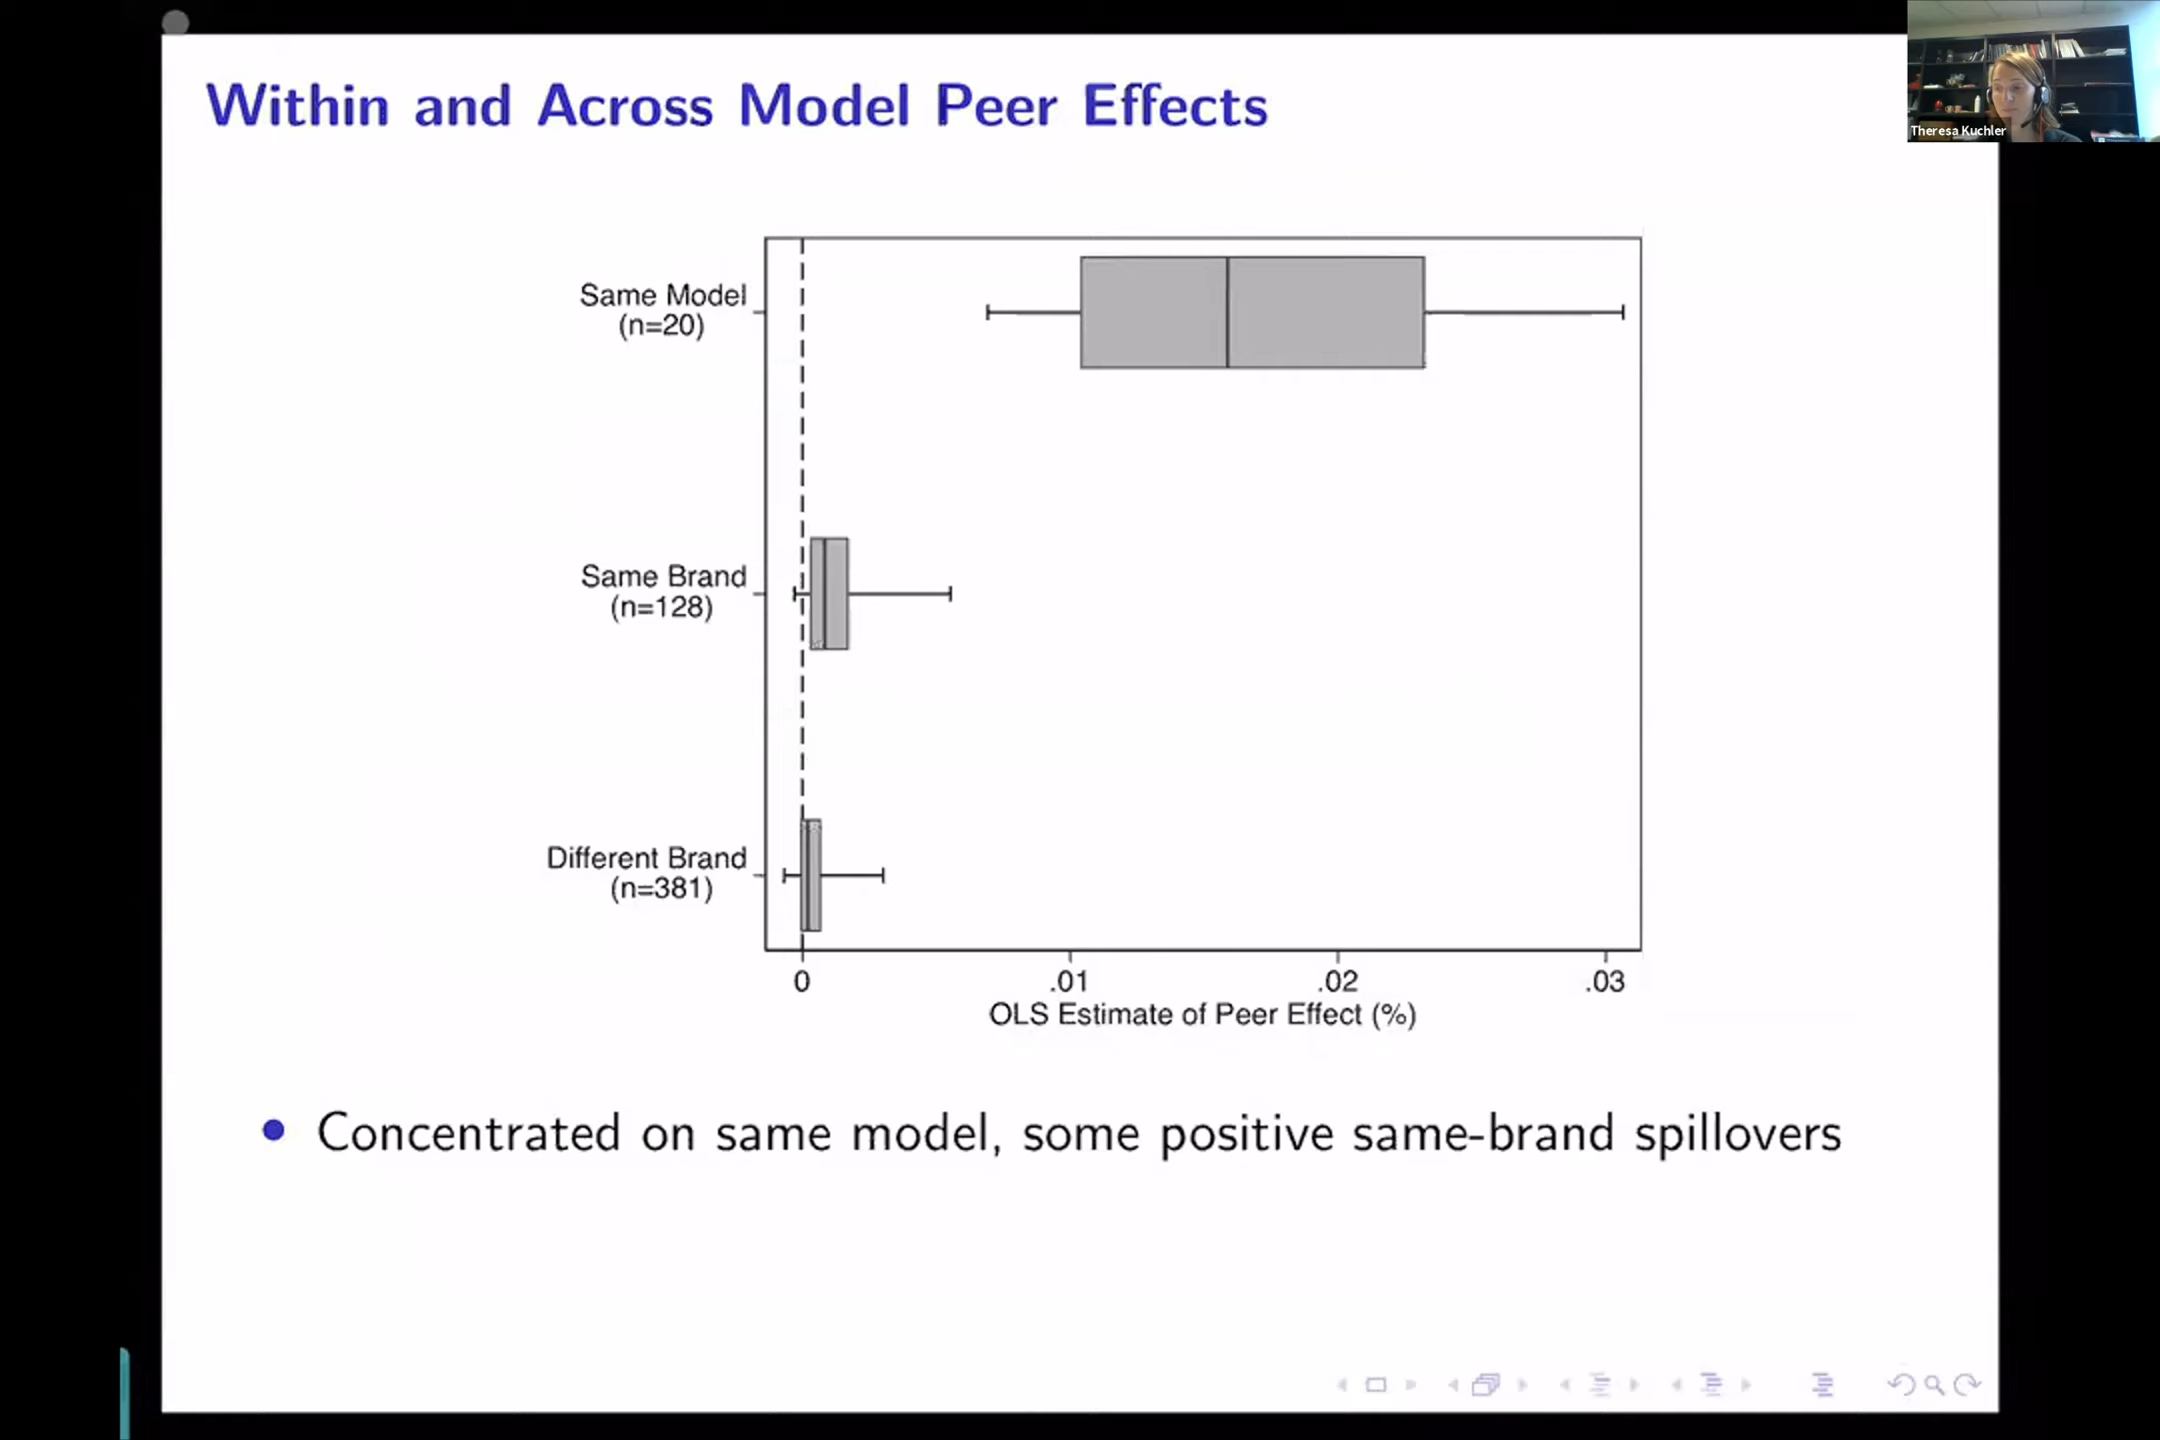 Within and Across Model Peer Effects
Theresa Kuchler
Same Model
(n=20)
Same Brand
(n=128)
Different Brand
(n=381)
0 .01 .02 .03
OLS Estimate of Peer Effect (%)
• Concentrated on same model, some positive same-brand spillovers